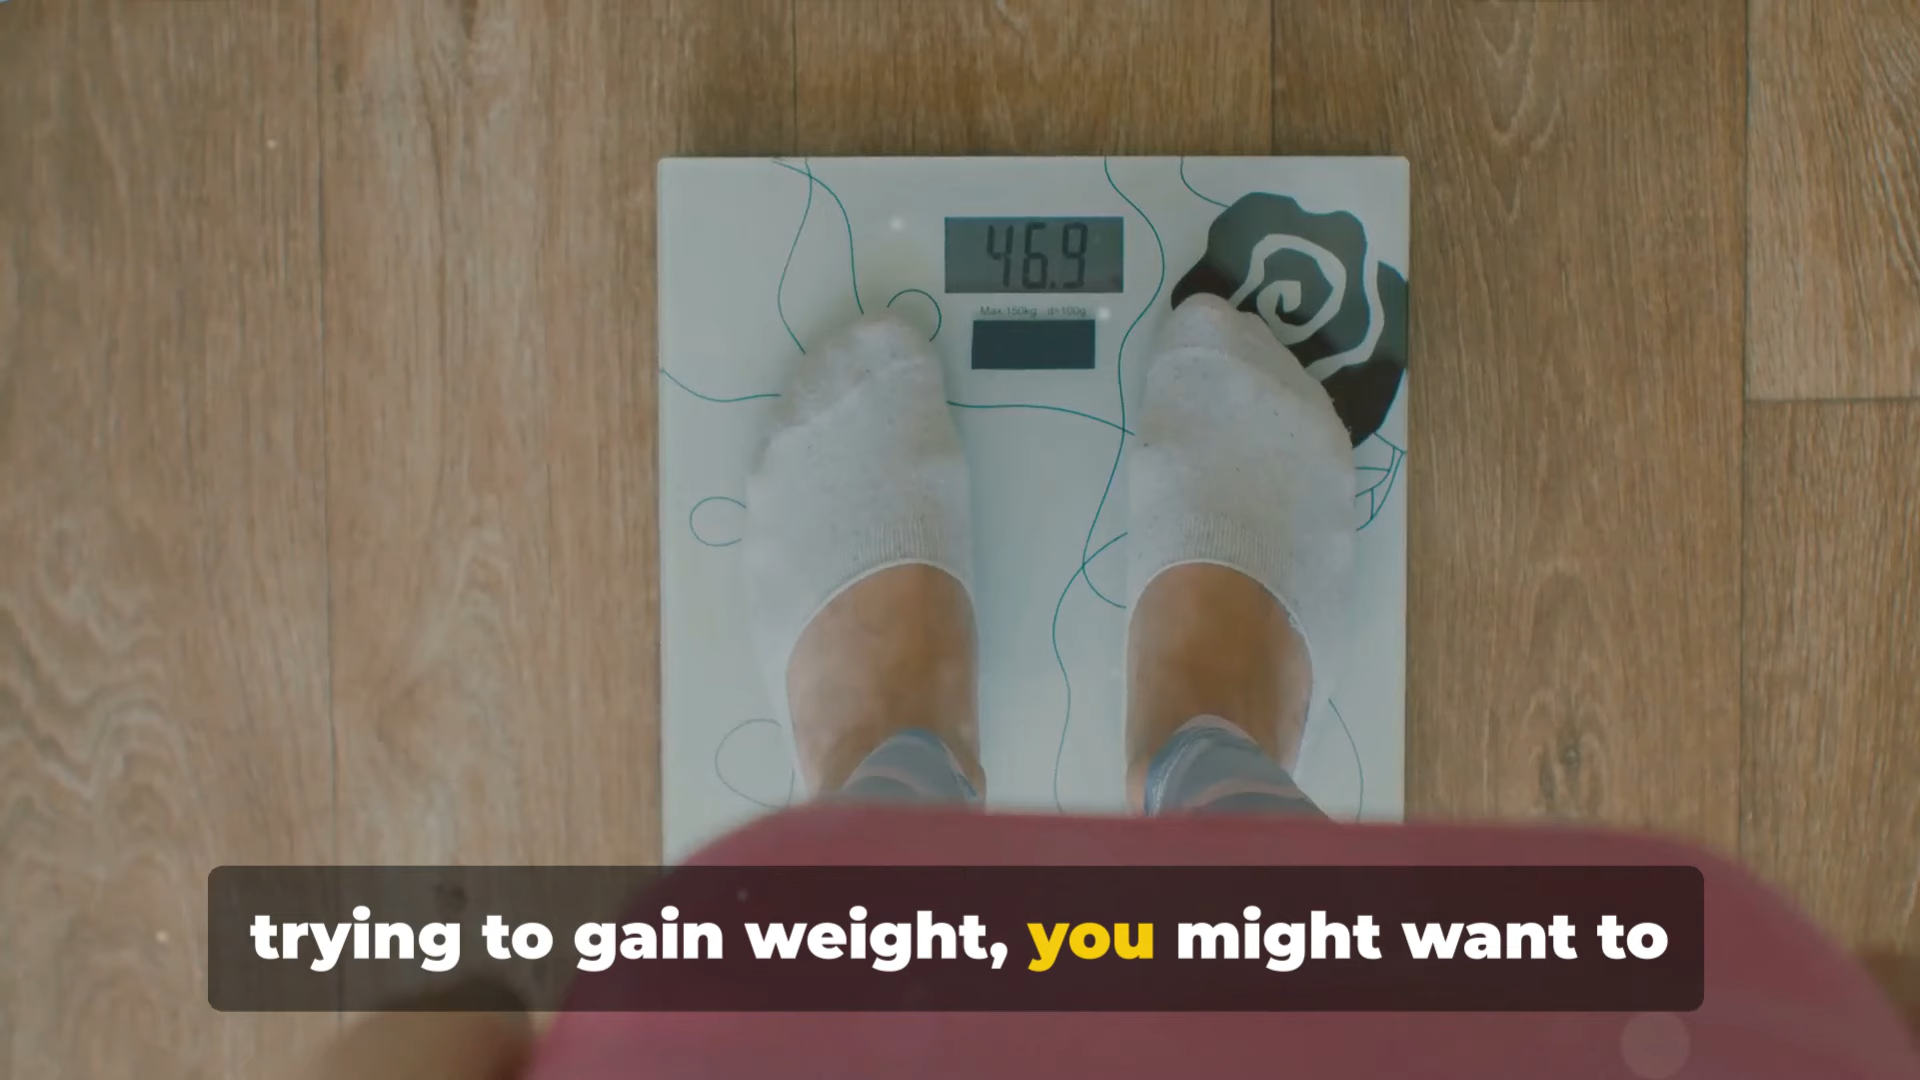 46.9
Max 150kg d=100g
trying to gain weight, you might want to